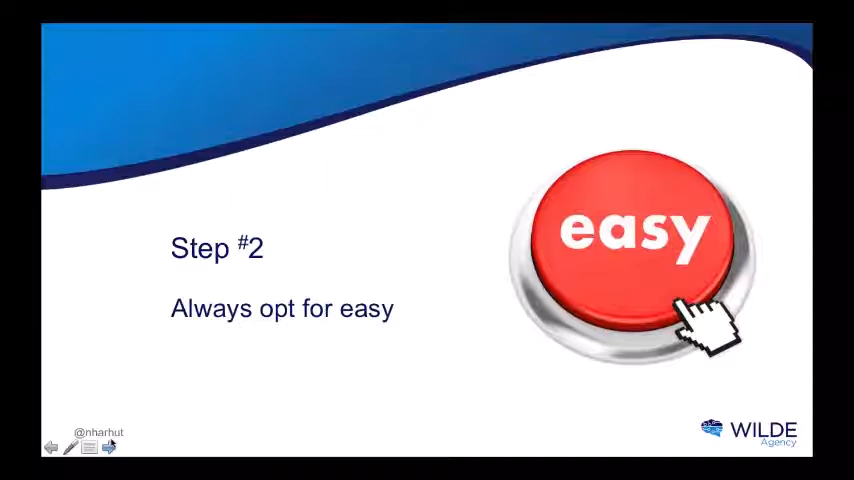 Step #2
Always opt for easy
easy
@nharhut
WILDE
Agency